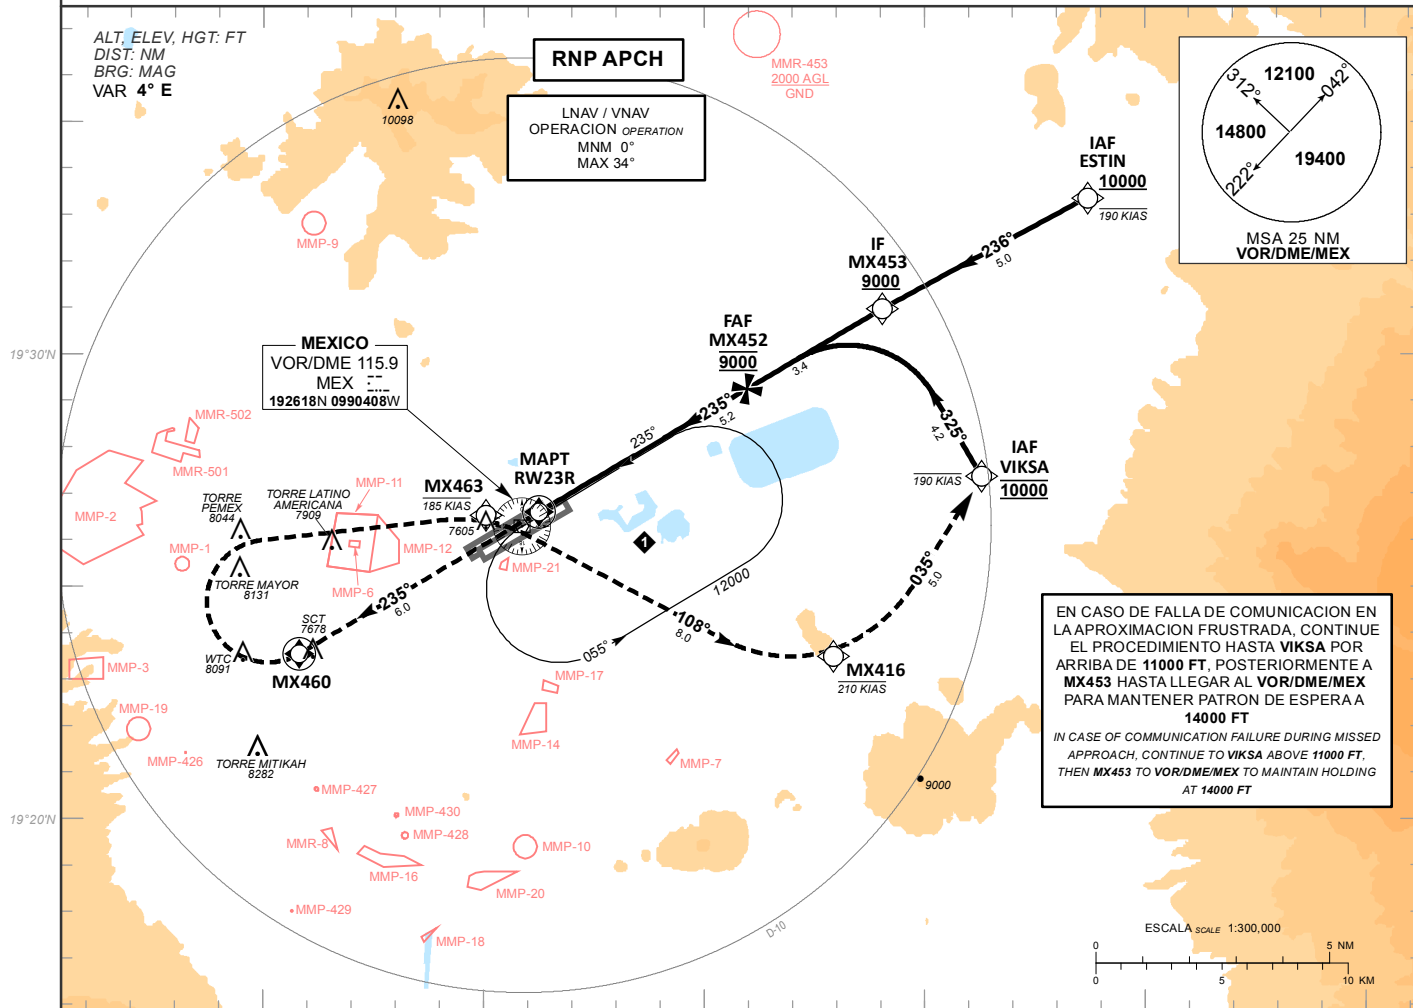 ALT, ELEV, HGT: FT
DIST: NM
BRG: MAG
VAR 4° E
RNP APCH
LNAV / VNAV
OPERACION OPERATION
MNM 0°
MAX 34°
10098
MMR-453
2000 AGL
GND
312°
12100
042°
14800
19400
222°
MSA 25 NM
VOR/DME/MEX
IAF
ESTIN
10000
190 KIAS
236°
5.0
IF
MX453
9000
MMP-9
FAF
MX452
9000
3.4
19°30'N
MEXICO
VOR/DME 115.9
MEX
192618N 0990408W
235°
5.2
235°
325°
4.2
IAF
VIKSA
10000
190 KIAS
MMR-502
MMR-501
MMP-2
MAPT
RW23R
MX463
185 KIAS
7605
MMP-11
TORRE
PEMEX
8044
TORRE LATINO
AMERICANA
7909
MMP-12
MMP-1
MMP-6
MMP-21
TORRE MAYOR
8131
1
12000
035°
5.0
235°
6.0
108°
8.0
055°
SCT
7678
WTC
8091
MX460
MX416
210 KIAS
MMP-3
MMP-17
MMP-19
MMP-14
MMP-426
TORRE MITIKAH
8282
MMP-7
9000
MMP-427
MMP-430
MMP-428
MMR-8
MMP-10
MMP-16
MMP-20
MMP-429
MMP-18
19°20'N
D-10
EN CASO DE FALLA DE COMUNICACION EN
LA APROXIMACION FRUSTRADA, CONTINUE
EL PROCEDIMIENTO HASTA VIKSA POR
ARRIBA DE 11000 FT, POSTERIORMENTE A
MX453 HASTA LLEGAR AL VOR/DME/MEX
PARA MANTENER PATRON DE ESPERA A
14000 FT
IN CASE OF COMMUNICATION FAILURE DURING MISSED
APPROACH, CONTINUE TO VIKSA ABOVE 11000 FT,
THEN MX453 TO VOR/DME/MEX TO MAINTAIN HOLDING
AT 14000 FT
ESCALA SCALE 1:300,000
0 5 NM
0 5 10 KM